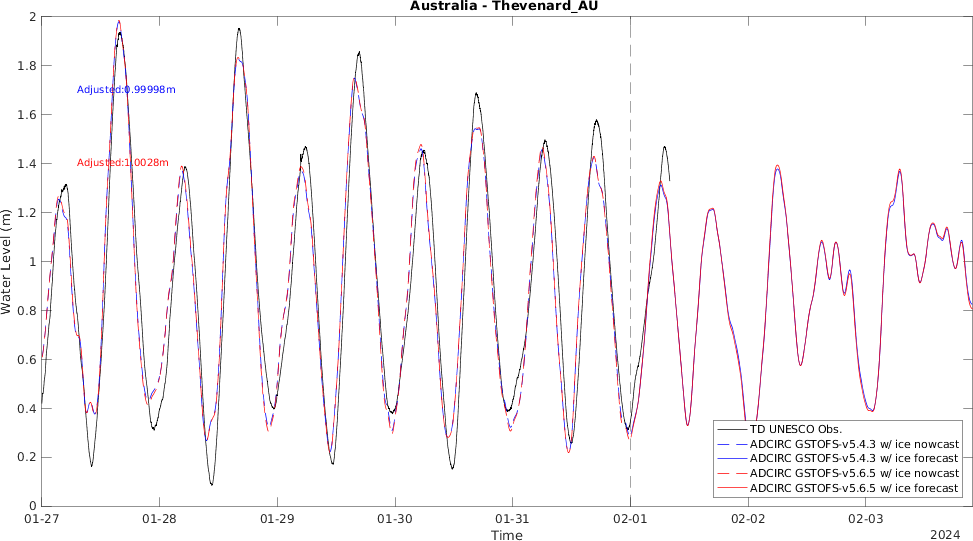 Australia - Thevenard_AU
2
1.8
1.6
1.4
1.2
1
0.8
0.6
0.4
0.2
0
Water Level (m)
Adjusted:0.99998m
Adjusted:1.0028m
TD UNESCO Obs.
ADCIRC GSTOFS-v5.4.3 w/ ice nowcast
ADCIRC GSTOFS-v5.4.3 w/ ice forecast
ADCIRC GSTOFS-v5.6.5 w/ ice nowcast
ADCIRC GSTOFS-v5.6.5 w/ ice forecast
01-27 01-28 01-29 01-30 01-31 02-01 02-02 02-03
Time
2024